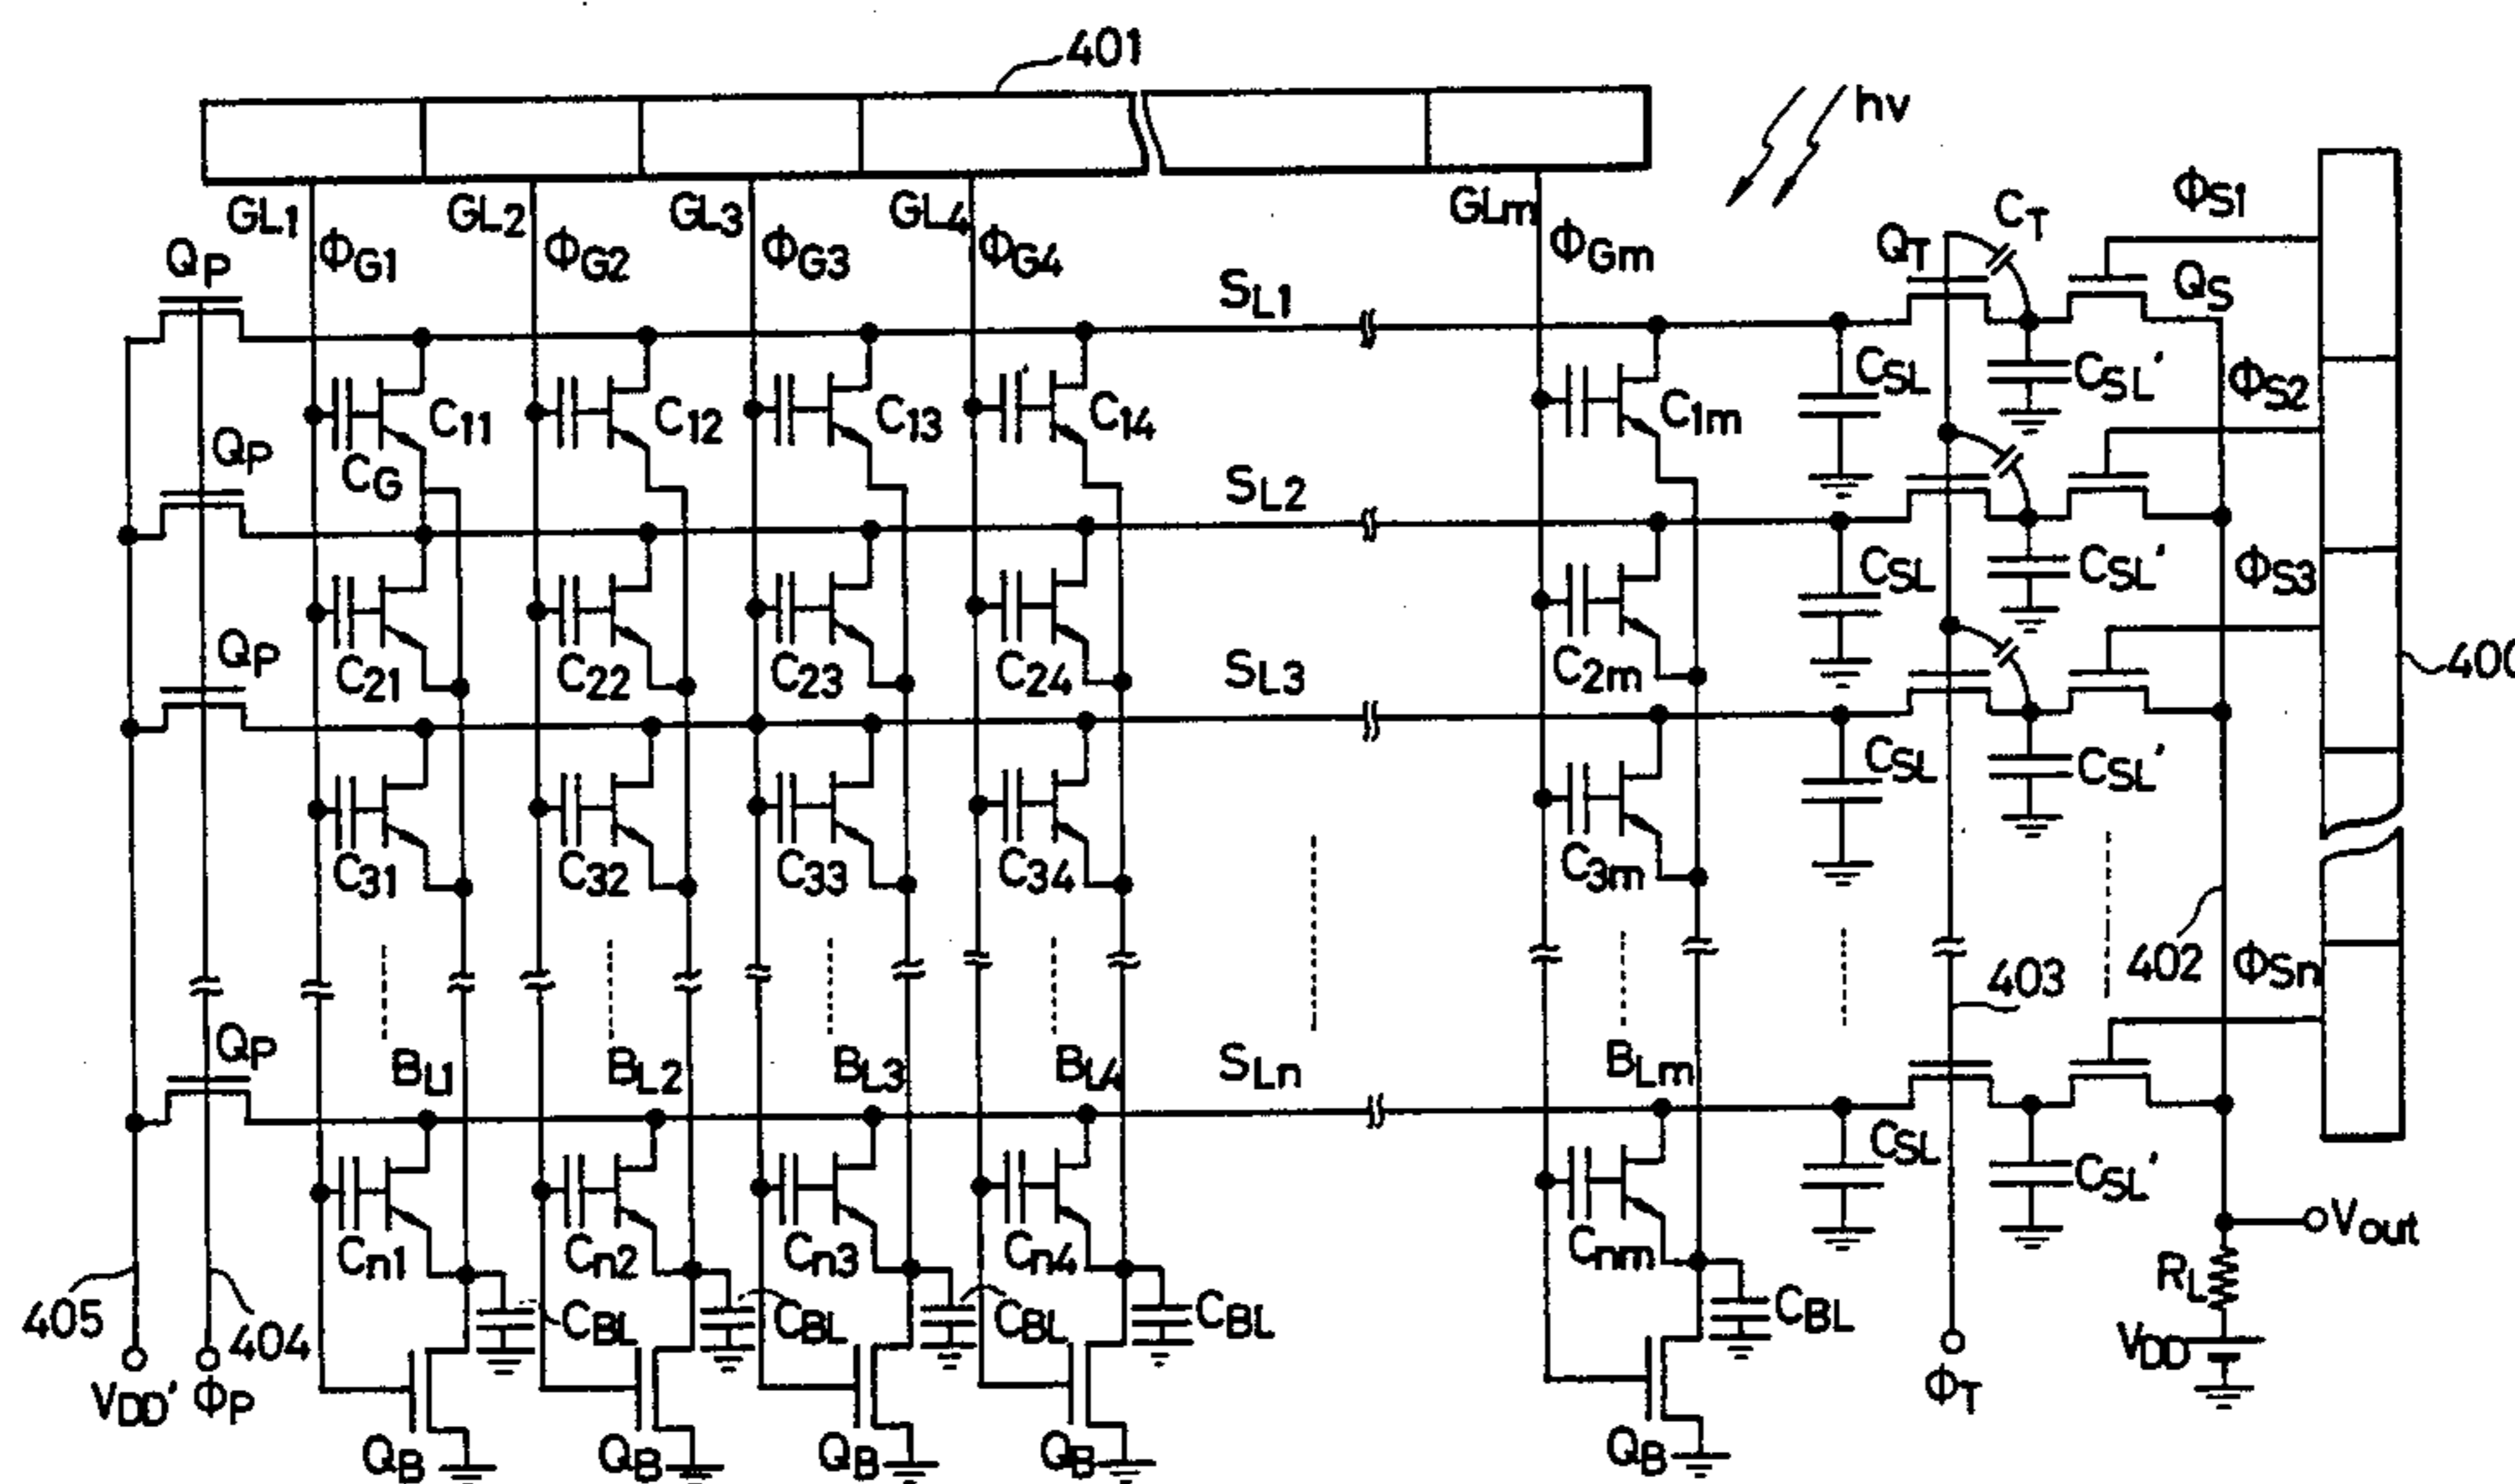 401
hv
GL1 GL2 GL3 GL4 GLm
ΦG1 ΦG2 ΦG3 ΦG4 ΦGm
QP QT CT ΦS1
SL1 QS
CSL CSL' ΦS2
C11 C12 C13 C14 C1m
QP CG SL2
CSL CSL' ΦS3
QP C21 C22 C23 C24 SL3 C2m 400
CSL CSL'
C31 C32 C33 C34 C3m
403 402 ΦSn
QP BL1 BL2 BL3 BL4 SLn BLm
CSL CSL'
Cn1 Cn2 Cn3 Cn4 Cnm
Vout
RL
405 404 CBL CBL CBL CBL CBL
VDD
VDD' ΦP ΦT
QB QB QB QB QB